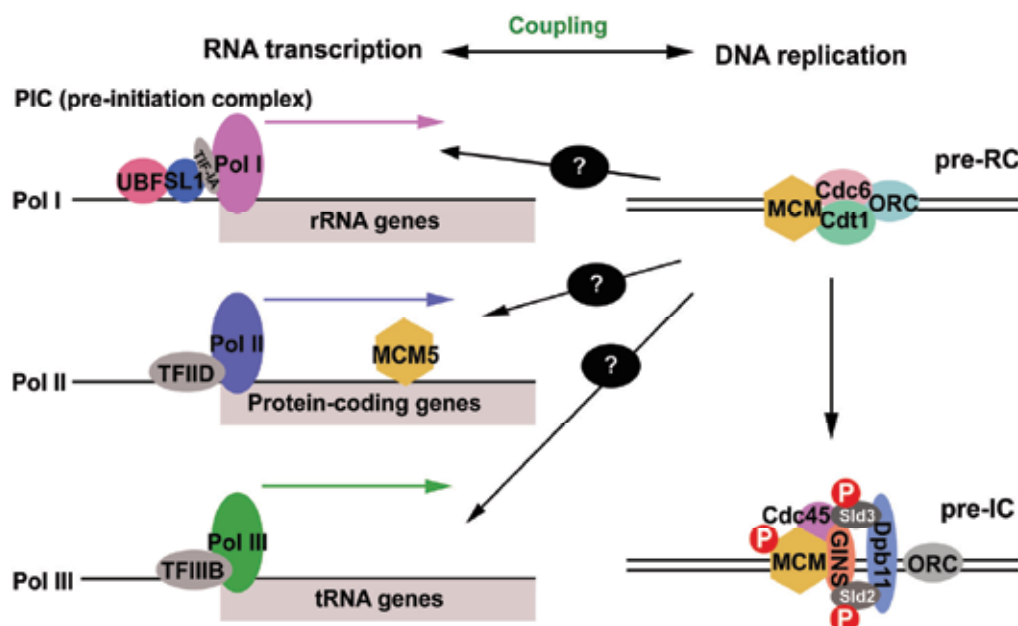 Coupling
RNA transcription
DNA replication
PIC (pre-initiation complex)
pre-RC
UBF
SL1
TIF-IA
Pol I
Pol I
rRNA genes
?
MCM
Cdc6
Cdt1
ORC
?
Pol II
TFIID
MCM5
Pol II
Protein-coding genes
?
Pol III
TFIIIB
Pol III
tRNA genes
pre-IC
P
Cdc45
Sld3
P
MCM
GINS
Dpb11
ORC
Sld2
P